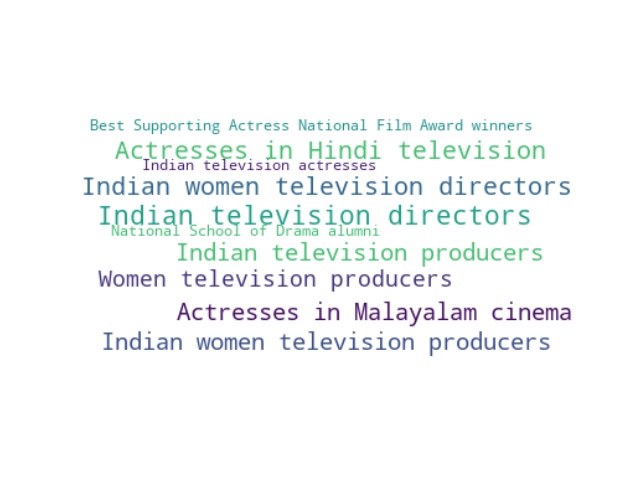 Best Supporting Actress National Film Award winners
Actresses in Hindi television
Indian television actresses
Indian women television directors
Indian television directors
National School of Drama alumni
Indian television producers
Women television producers
Actresses in Malayalam cinema
Indian women television producers